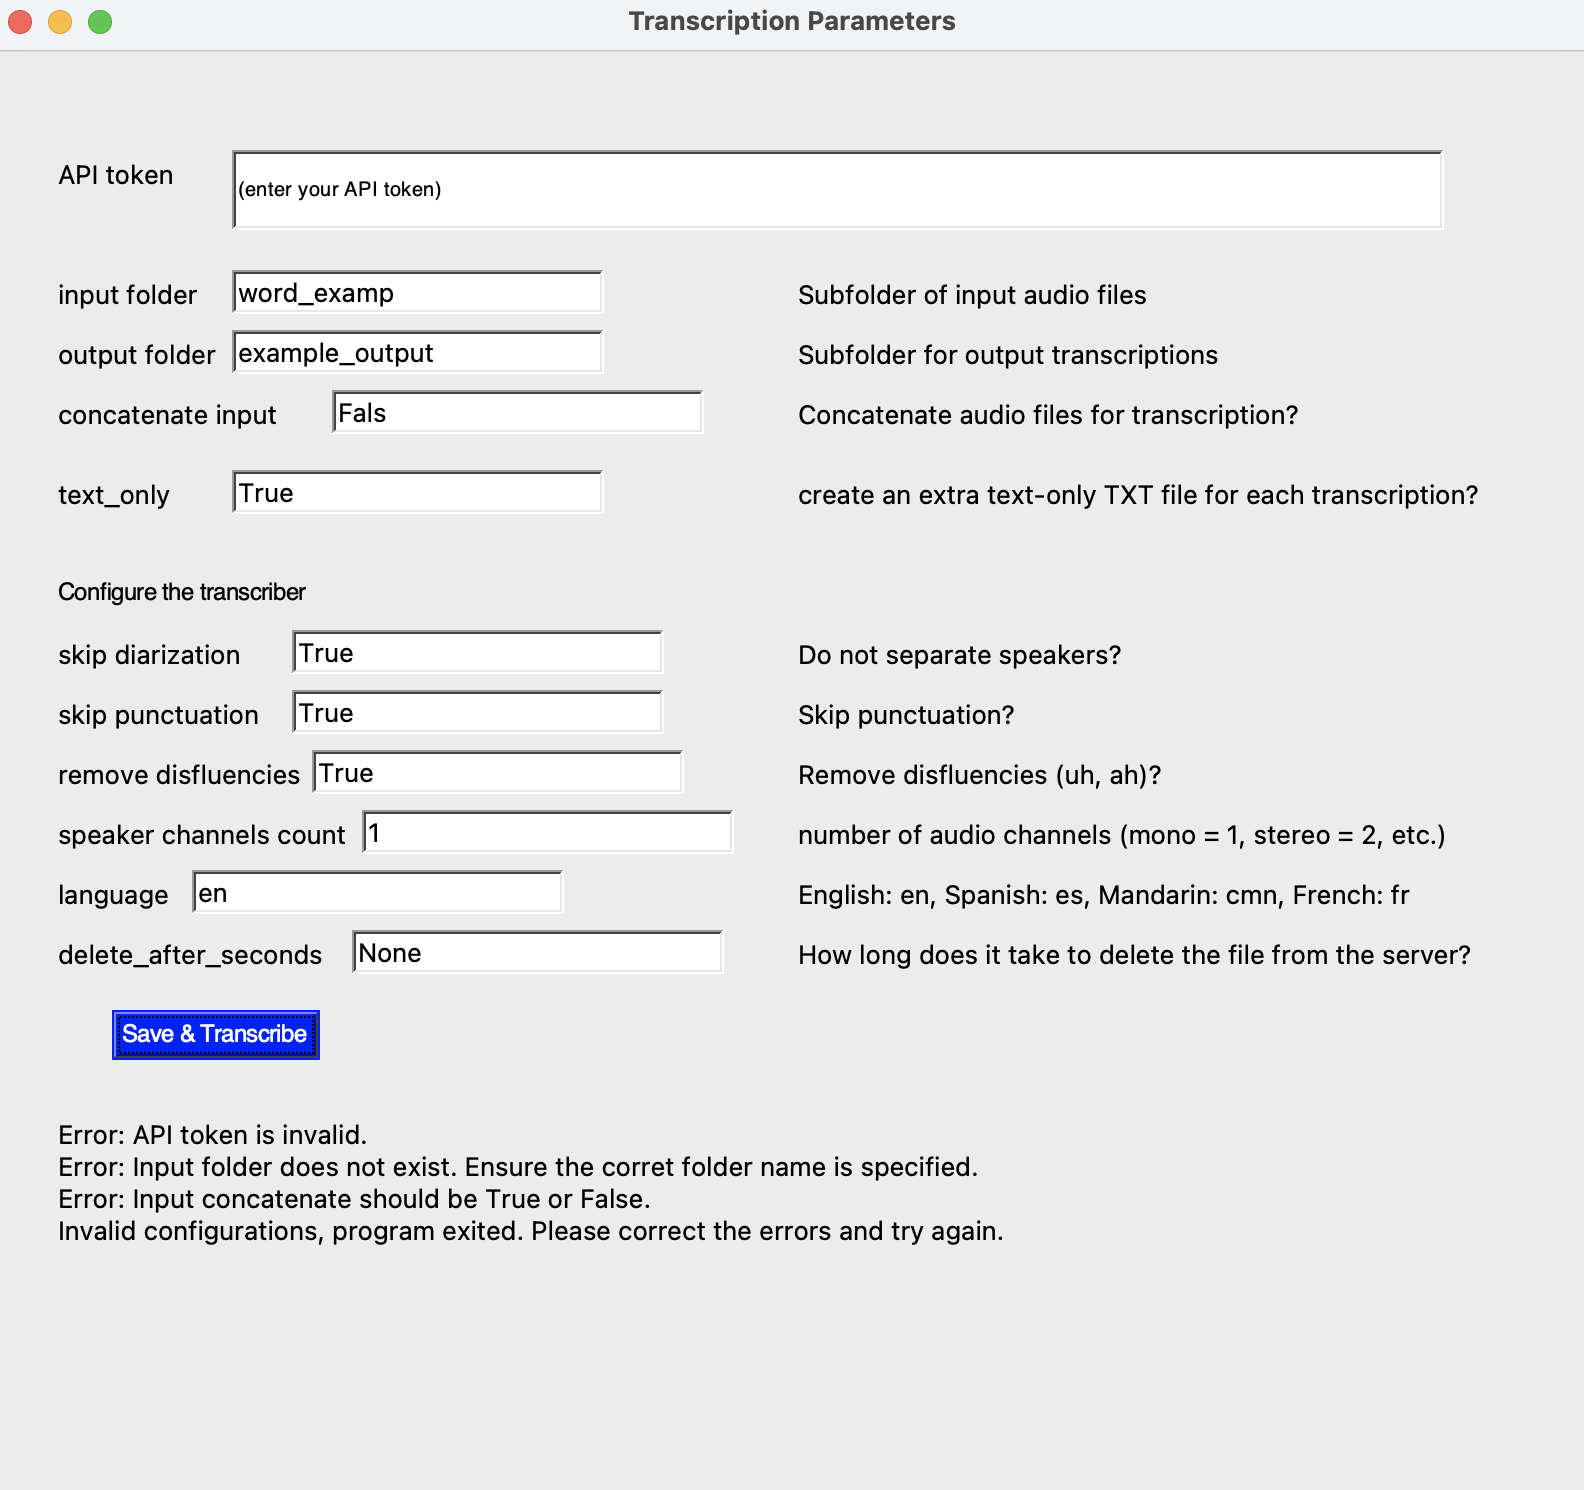 Transcription Parameters
API token (enter your API token)
input folder word_examp Subfolder of input audio files
output folder example_output Subfolder for output transcriptions
concatenate input Fals Concatenate audio files for transcription?
text_only True create an extra text-only TXT file for each transcription?
Configure the transcriber
skip diarization True Do not separate speakers?
skip punctuation True Skip punctuation?
remove disfluencies True Remove disfluencies (uh, ah)?
speaker channels count 1 number of audio channels (mono = 1, stereo = 2, etc.)
language en English: en, Spanish: es, Mandarin: cmn, French: fr
delete_after_seconds None How long does it take to delete the file from the server?
Save & Transcribe
Error: API token is invalid.
Error: Input folder does not exist. Ensure the corret folder name is specified.
Error: Input concatenate should be True or False.
Invalid configurations, program exited. Please correct the errors and try again.